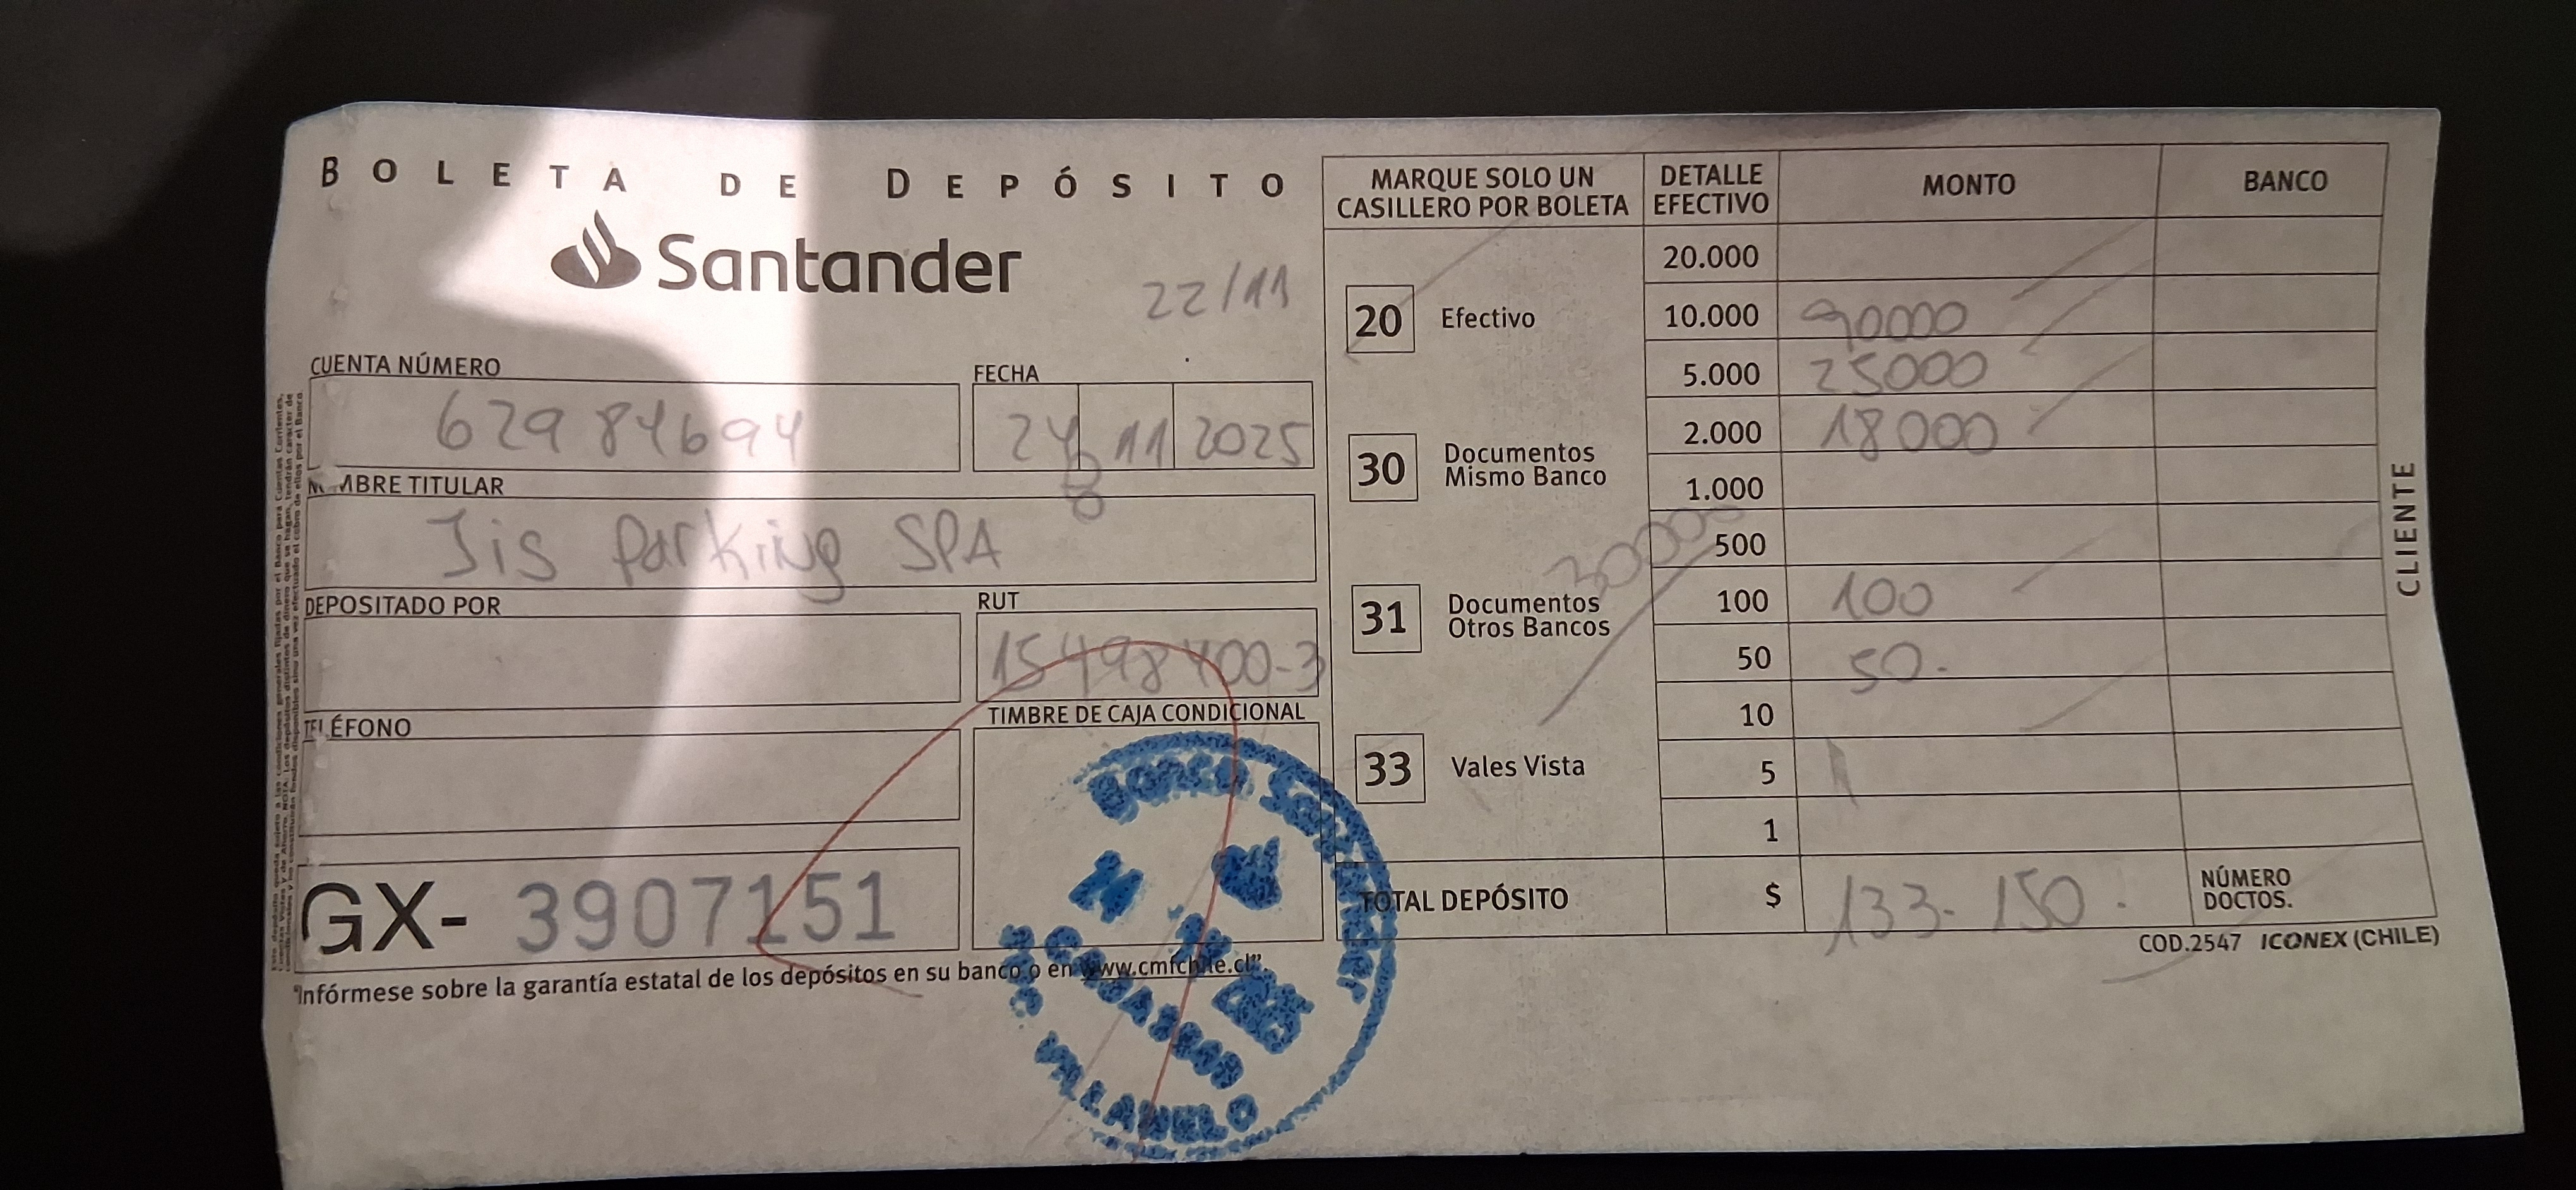 BOLETA DE DEPÓSITO
Santander
22/11
CUENTA NÚMERO
62984694
FECHA
24 11 2025
NOMBRE TITULAR
Jis Parking SPA
DEPOSITADO POR
RUT
15498400-3
TELÉFONO
TIMBRE DE CAJA CONDICIONAL
GX- 3907151
"Infórmese sobre la garantía estatal de los depósitos en su banco o en www.cmfchile.cl".
MARQUE SOLO UN CASILLERO POR BOLETA
DETALLE EFECTIVO
MONTO
BANCO
20 Efectivo
30 Documentos Mismo Banco
31 Documentos Otros Bancos
33 Vales Vista
20.000
10.000 90000
5.000 25000
2.000 18000
1.000
500
100 100
50 50.-
10
5
1
TOTAL DEPÓSITO $ 133.150.
NÚMERO DOCTOS.
CLIENTE
COD.2547 ICONEX (CHILE)